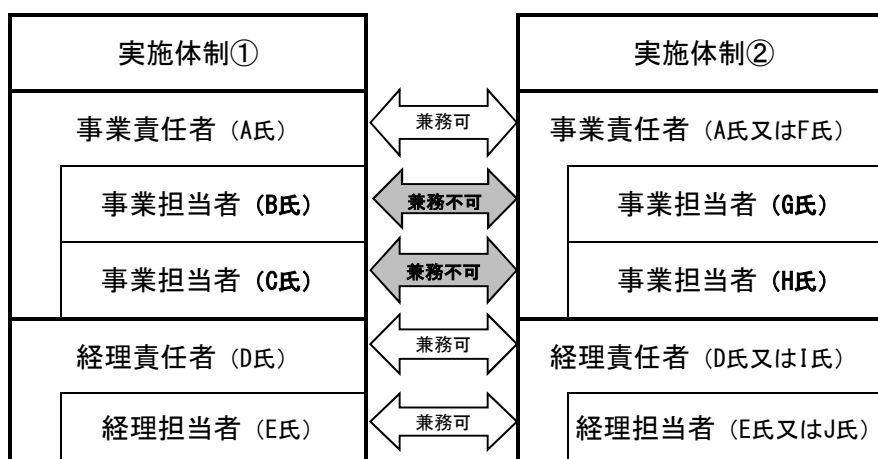 実施体制①
実施体制②
事業責任者（A氏）
兼務可
事業責任者（A氏又はF氏）
事業担当者（B氏）
兼務不可
事業担当者（G氏）
事業担当者（C氏）
兼務不可
事業担当者（H氏）
経理責任者（D氏）
兼務可
経理責任者（D氏又はI氏）
経理担当者（E氏）
兼務可
経理担当者（E氏又はJ氏）